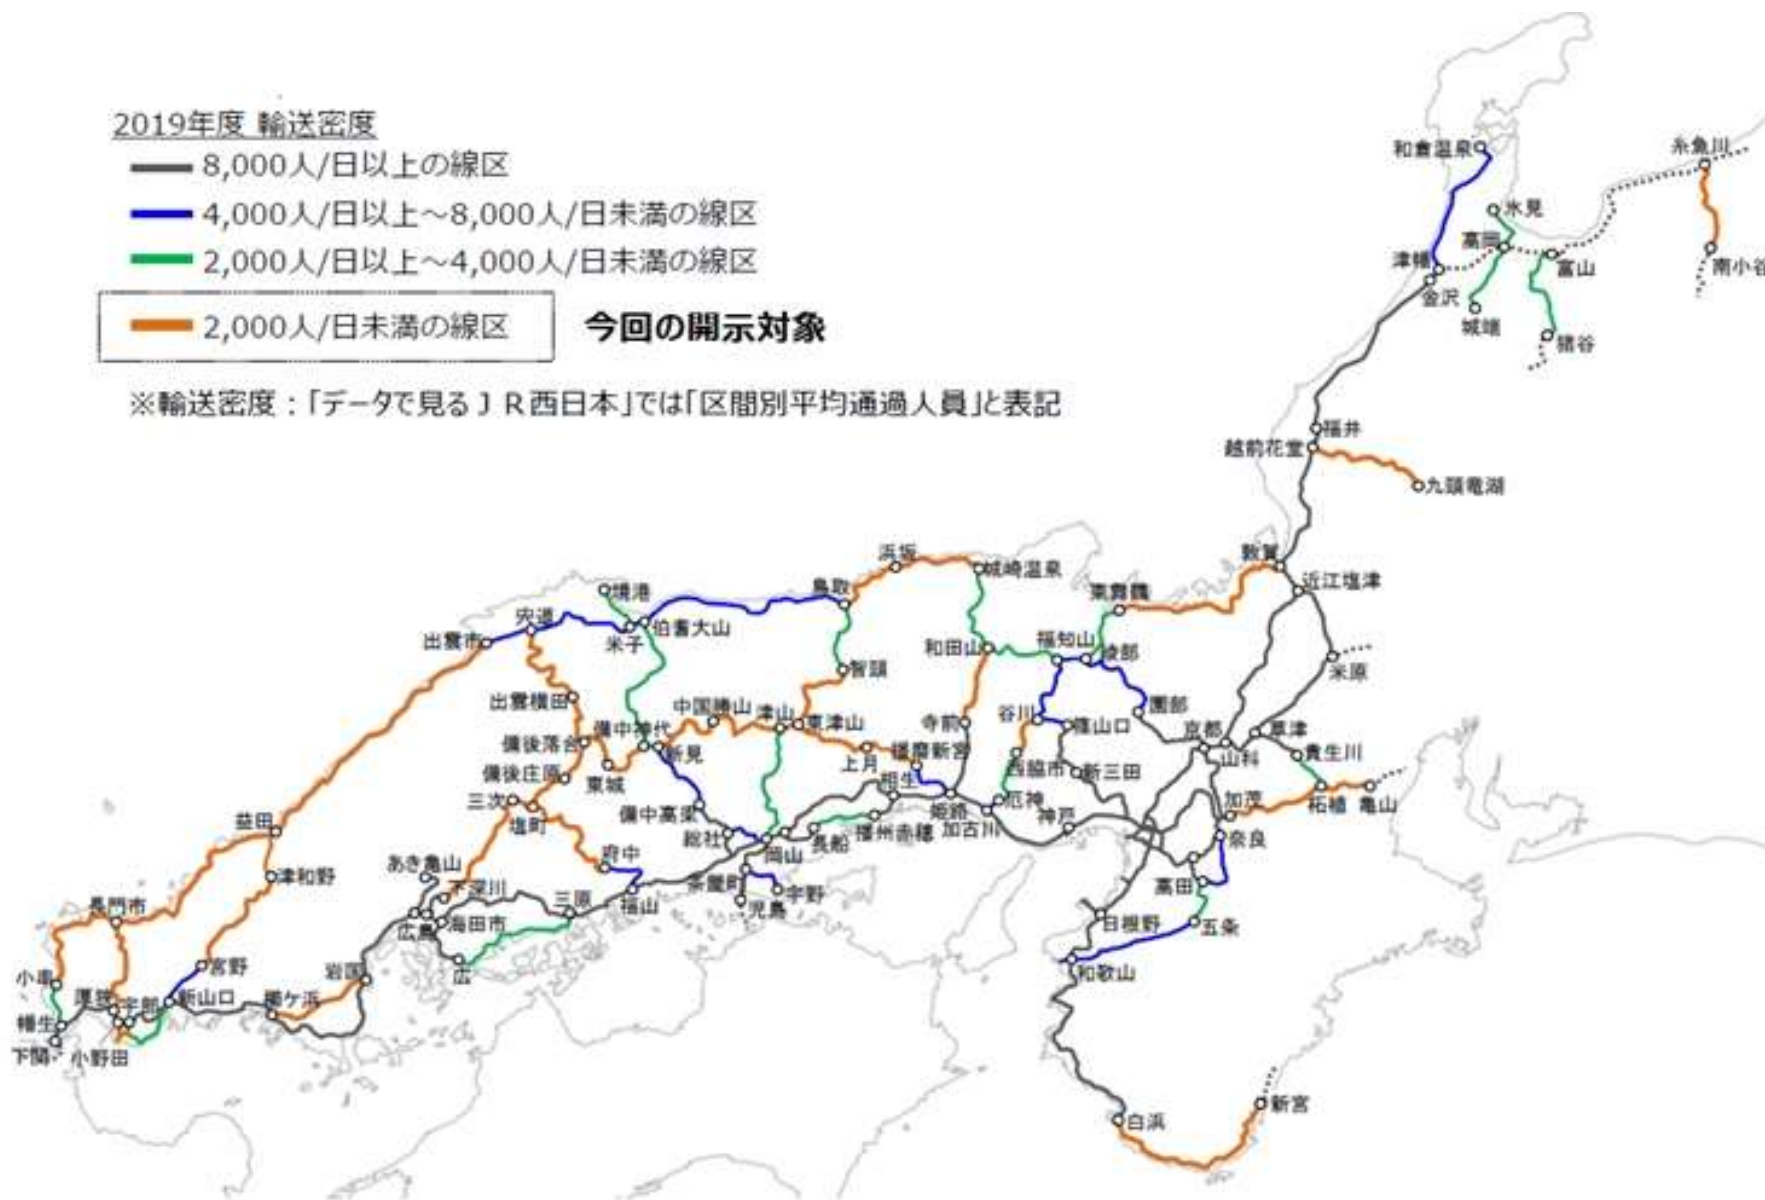 2019年度 輸送密度
8,000人/日以上の線区
4,000人/日以上～8,000人/日未満の線区
2,000人/日以上～4,000人/日未満の線区
2,000人/日未満の線区 今回の開示対象
※輸送密度：「データで見るＪＲ西日本」では「区間別平均通過人員」と表記
和倉温泉
糸魚川
氷見
高岡
津幡
富山
南小谷
金沢
城端
猪谷
福井
越前花堂
九頭竜湖
敦賀
近江塩津
浜坂
城崎温泉
境港
鳥取
東舞鶴
宍道
伯耆大山
出雲市
米子
和田山
福知山
綾部
米原
智頭
出雲横田
中国勝山
津山
東津山
寺前
谷川
篠山口
園部
京都
草津
備後落合
備中神代
新見
上月
播磨新宮
山科
貴生川
備後庄原
東城
西脇市
新三田
相生
三次
塩町
備中高梁
姫路
厄神
加古川
神戸
加茂
柘植
亀山
益田
総社
岡山
長船
播州赤穂
奈良
あき亀山
府中
津和野
下深川
茶屋町
宇野
高田
三原
福山
児島
長門市
広島
海田市
日根野
五条
広
和歌山
小串
宮野
岩国
厚狭
宇部
新山口
櫛ケ浜
幡生
下関
小野田
白浜
新宮